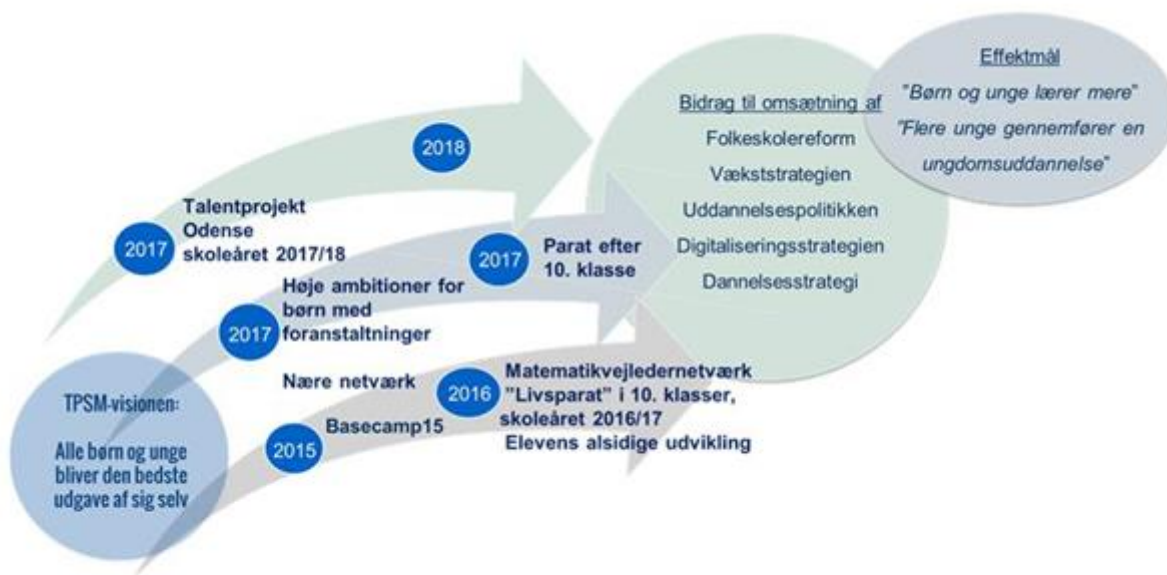 Effektmål
"Børn og unge lærer mere"
"Flere unge gennemfører en
ungdomsuddannelse"
Bidrag til omsætning af
Folkeskolereform
Vækststrategien
Uddannelsespolitikken
Digitaliseringsstrategien
Dannelsesstrategi
2018
2017
Talentprojekt
Odense
skoleåret 2017/18
2017
Parat efter
10. klasse
2017
Høje ambitioner for
børn med
foranstaltninger
Nære netværk
2016
Matematikvejledernetværk
"Livsparat" i 10. klasser,
skoleåret 2016/17
Elevens alsidige udvikling
2015
Basecamp15
TPSM-visionen:
Alle børn og unge
bliver den bedste
udgave af sig selv